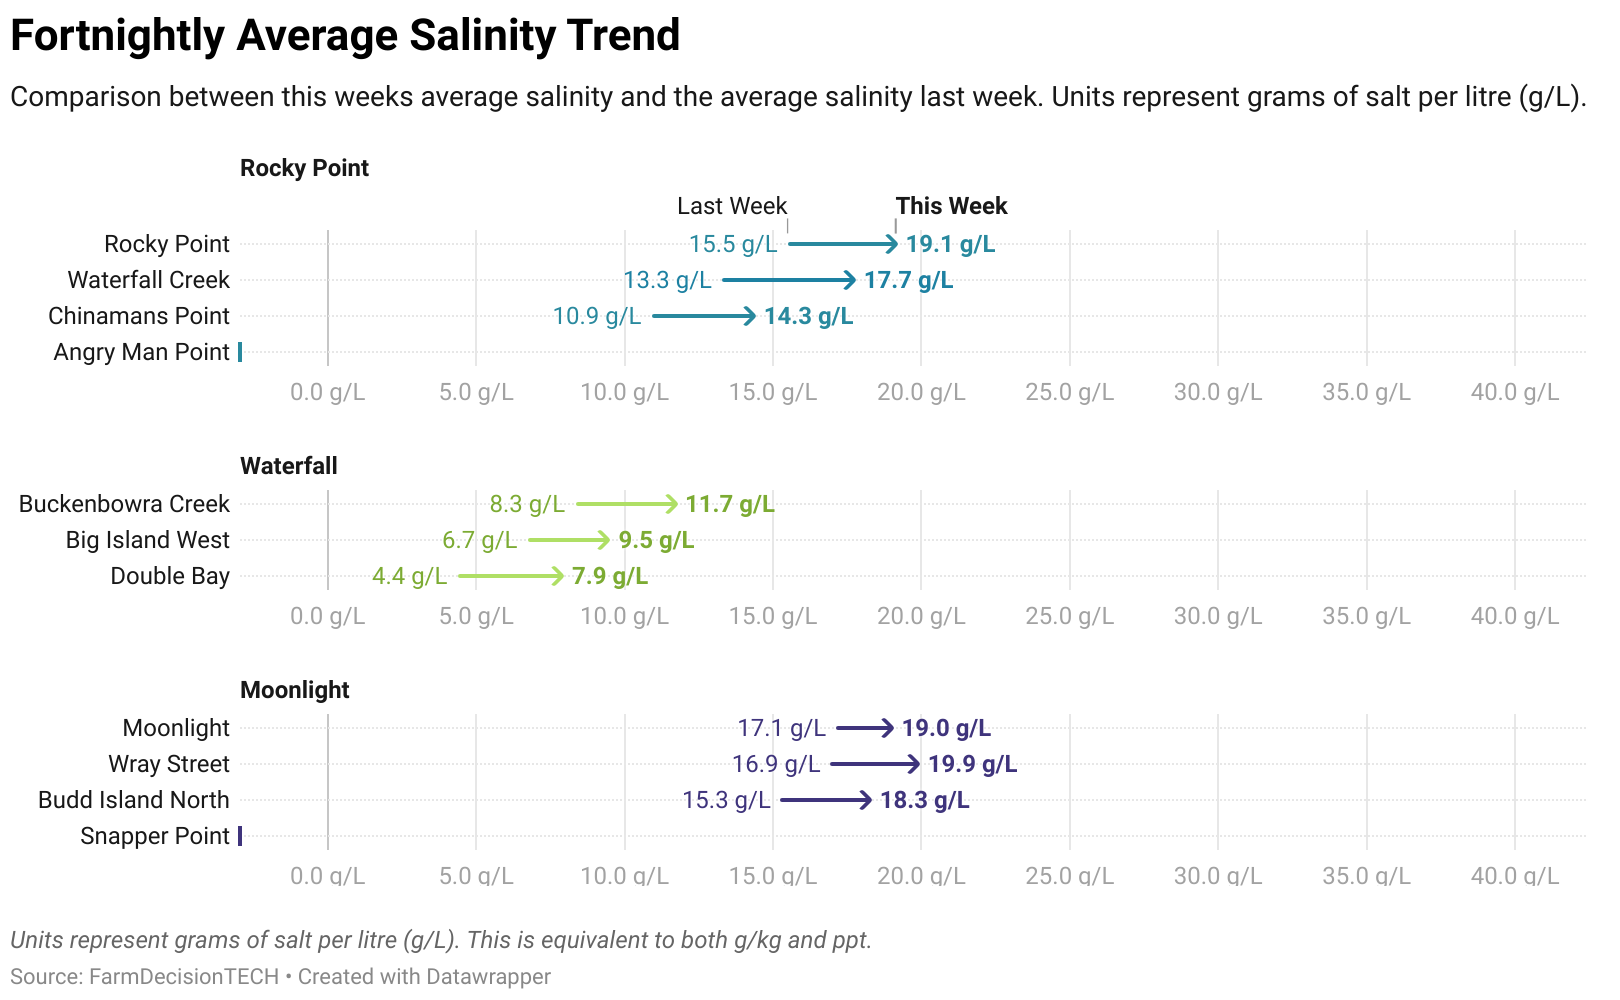 Fortnightly Average Salinity Trend
Comparison between this weeks average salinity and the average salinity last week. Units represent grams of salt per litre (g/L).
Rocky Point
Last Week This Week
Rocky Point 15.5 g/L 19.1 g/L
Waterfall Creek 13.3 g/L 17.7 g/L
Chinamans Point 10.9 g/L 14.3 g/L
Angry Man Point
0.0 g/L 5.0 g/L 10.0 g/L 15.0 g/L 20.0 g/L 25.0 g/L 30.0 g/L 35.0 g/L 40.0 g/L
Waterfall
Buckenbowra Creek 8.3 g/L 11.7 g/L
Big Island West 6.7 g/L 9.5 g/L
Double Bay 4.4 g/L 7.9 g/L
0.0 g/L 5.0 g/L 10.0 g/L 15.0 g/L 20.0 g/L 25.0 g/L 30.0 g/L 35.0 g/L 40.0 g/L
Moonlight
Moonlight 17.1 g/L 19.0 g/L
Wray Street 16.9 g/L 19.9 g/L
Budd Island North 15.3 g/L 18.3 g/L
Snapper Point
0.0 g/L 5.0 g/L 10.0 g/L 15.0 g/L 20.0 g/L 25.0 g/L 30.0 g/L 35.0 g/L 40.0 g/L
Units represent grams of salt per litre (g/L). This is equivalent to both g/kg and ppt.
Source: FarmDecisionTECH • Created with Datawrapper